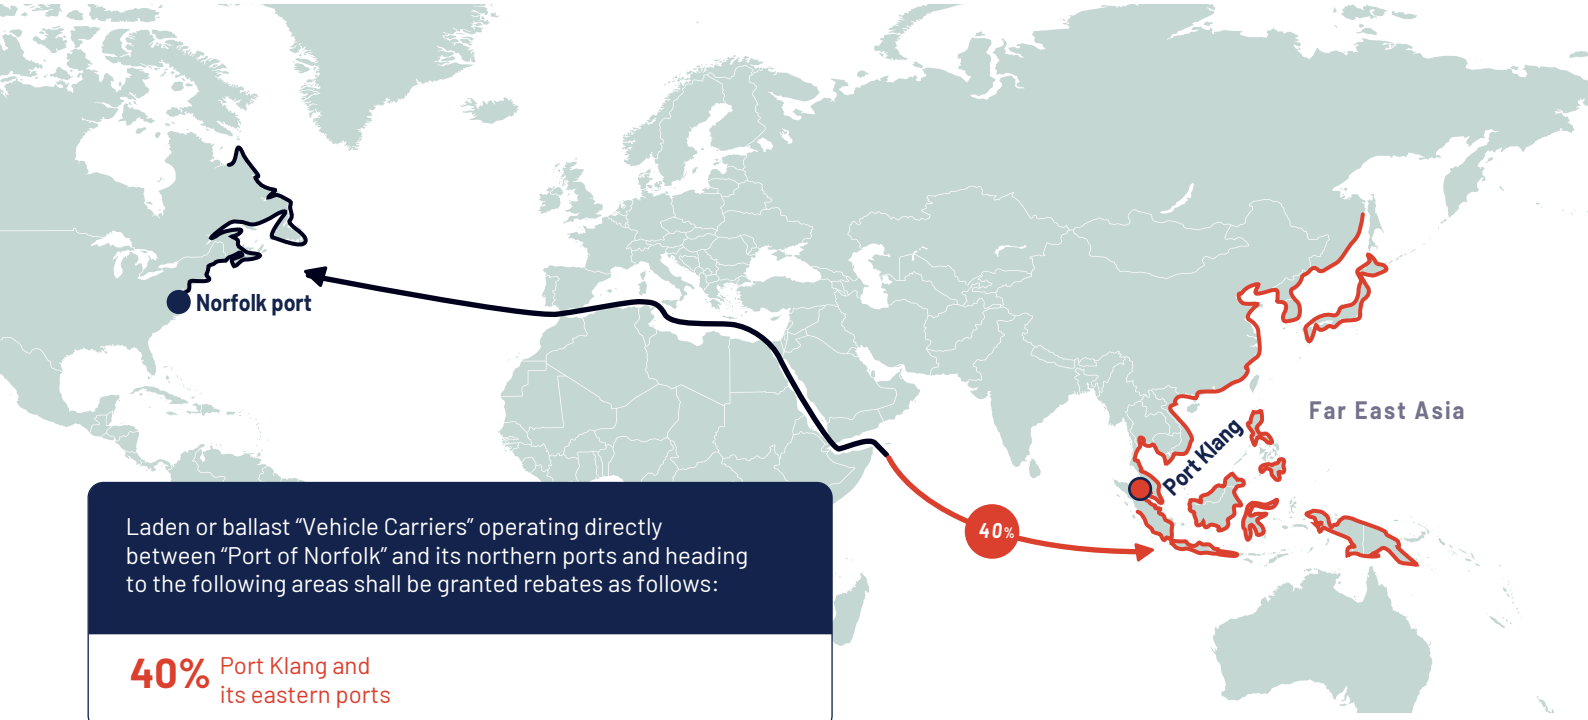 Norfolk port
Far East Asia
Port Klang
40%
Laden or ballast “Vehicle Carriers” operating directly
between “Port of Norfolk” and its northern ports and heading
to the following areas shall be granted rebates as follows:
40% Port Klang and
its eastern ports